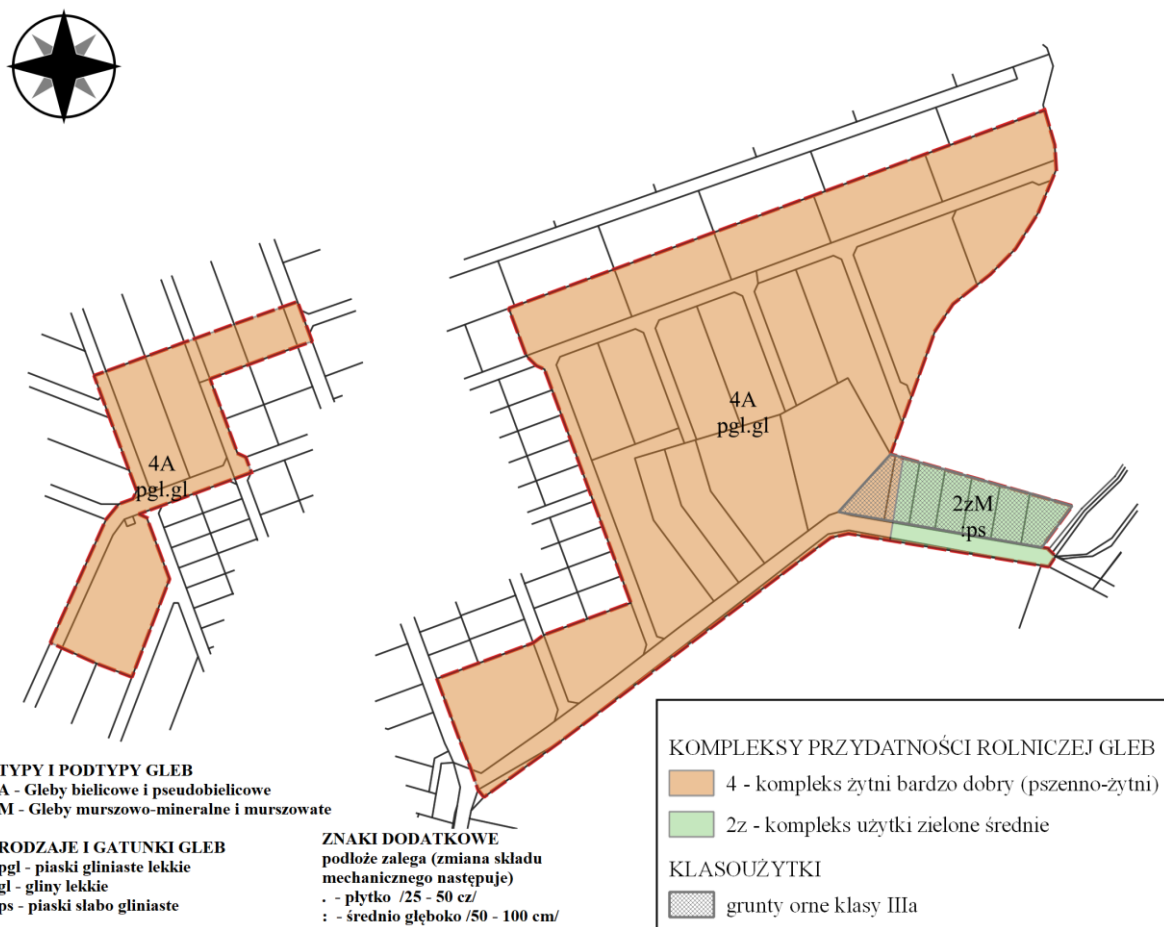 4A
pgl.gl
4A
pgl.gl
2zM
:ps
TYPY I PODTYPY GLEB
A - Gleby bielicowe i pseudobielicowe
M - Gleby murszowo-mineralne i murszowate
RODZAJE I GATUNKI GLEB
pgl - piaski gliniaste lekkie
gl - gliny lekkie
ps - piaski słabo gliniaste
ZNAKI DODATKOWE
podłoże zalega (zmiana składu
mechanicznego następuje)
. - płytko /25 - 50 cz/
: - średnio głęboko /50 - 100 cm/
KOMPLEKSY PRZYDATNOŚCI ROLNICZEJ GLEB
4 - kompleks żytni bardzo dobry (pszenno-żytni)
2z - kompleks użytki zielone średnie
KLASOUŻYTKI
grunty orne klasy IIIa